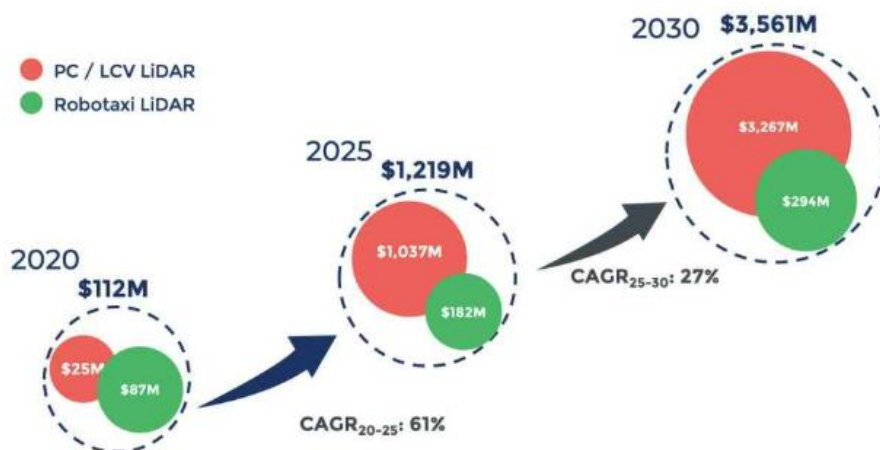 PC / LCV LiDAR
Robotaxi LiDAR
2020
$112M
$25M
$87M
CAGR20-25: 61%
2025
$1,219M
$1,037M
$182M
CAGR25-30: 27%
2030
$3,561M
$3,267M
$294M